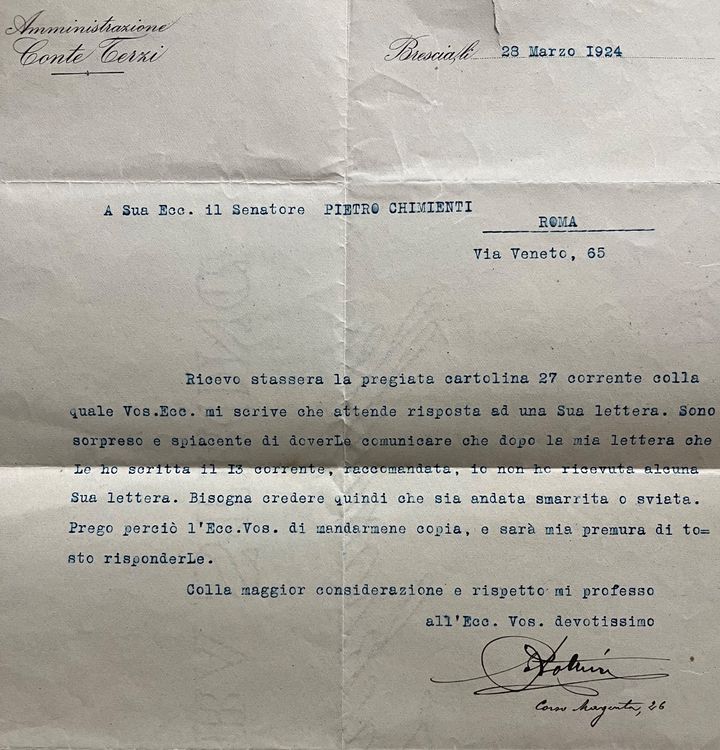 Amministrazione
Conte Terzi
Brescia, li 28 Marzo I924
A Sua Ecc. il Senatore PIETRO CHIMIENTI
ROMA
Via Veneto, 65
Ricevo stassera la pregiata cartolina 27 corrente colla
quale Vos.Ecc. mi scrive che attende risposta ad una Sua lettera. Sono
sorpreso e spiacente di doverLe comunicare che dopo la mia lettera che
Le ho scritta il I3 corrente, raccomandata, io non ho ricevuta alcuna
Sua lettera. Bisogna credere quindi che sia andata smarrita o sviata.
Prego perciò l'Ecc.Vos. di mandarmene copia, e sarà mia premura di to=
sto risponderLe.
Colla maggior considerazione e rispetto mi professo
all'Ecc. Vos. devotissimo
Corso Magenta, 26